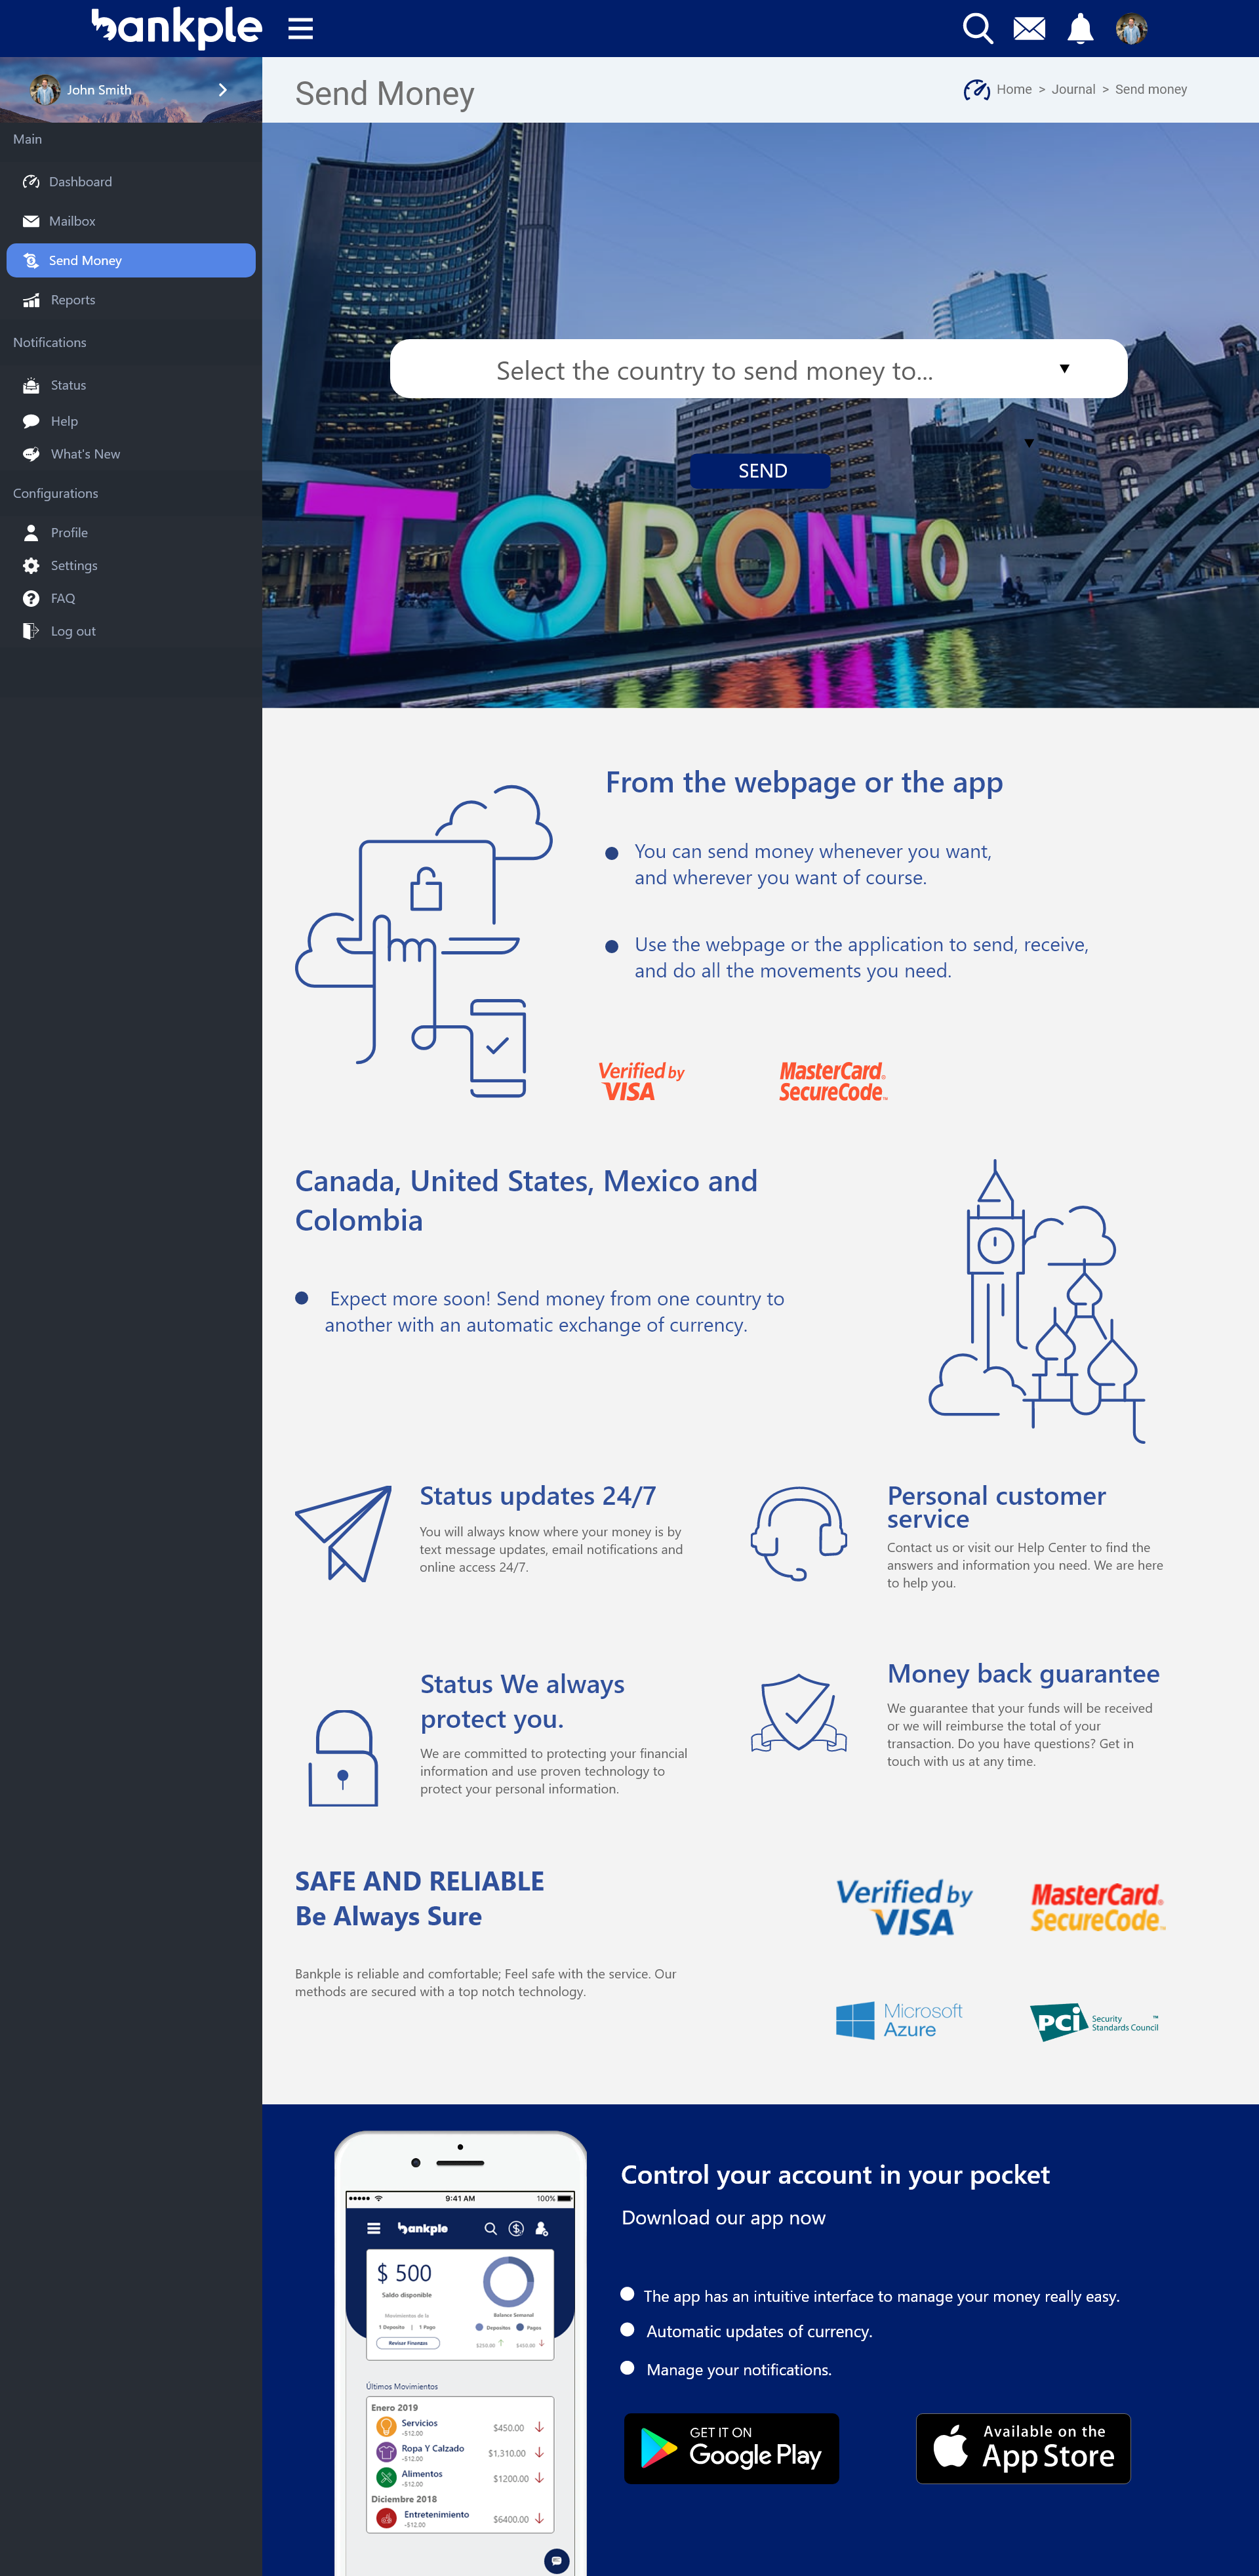 bankple
John Smith
Send Money
Home > Journal > Send money
Main
Dashboard
Mailbox
Send Money
Reports
Notifications
Status
Help
What's New
Configurations
Profile
Settings
FAQ
Log out
Select the country to send money to...
SEND
TORONTO
From the webpage or the app
You can send money whenever you want,
and wherever you want of course.
Use the webpage or the application to send, receive,
and do all the movements you need.
Verified by
VISA
MasterCard®
SecureCode™
Canada, United States, Mexico and
Colombia
Expect more soon! Send money from one country to
another with an automatic exchange of currency.
Status updates 24/7
You will always know where your money is by
text message updates, email notifications and
online access 24/7.
Personal customer
service
Contact us or visit our Help Center to find the
answers and information you need. We are here
to help you.
Status We always
protect you.
We are committed to protecting your financial
information and use proven technology to
protect your personal information.
Money back guarantee
We guarantee that your funds will be received
or we will reimburse the total of your
transaction. Do you have questions? Get in
touch with us at any time.
SAFE AND RELIABLE
Be Always Sure
Bankple is reliable and comfortable; Feel safe with the service. Our
methods are secured with a top notch technology.
Verified by
VISA
MasterCard®
SecureCode™
Microsoft
Azure
PCi Security ™
Standards Council
9:41 AM 100%
bankple
$ 500
Saldo disponible
Movimientos de la
1 Deposito | 1 Pago
Revisar Finanzas
Balance Semanal
Depositos Pagos
$250.00 $450.00
Últimos Movimientos
Enero 2019
Servicios
-$12.00
$450.00
Ropa Y Calzado
-$12.00
$1,310.00
Alimentos
-$12.00
$1200.00
Diciembre 2018
Entretenimiento
-$12.00
$6400.00
Control your account in your pocket
Download our app now
The app has an intuitive interface to manage your money really easy.
Automatic updates of currency.
Manage your notifications.
GET IT ON
Google Play
Available on the
App Store